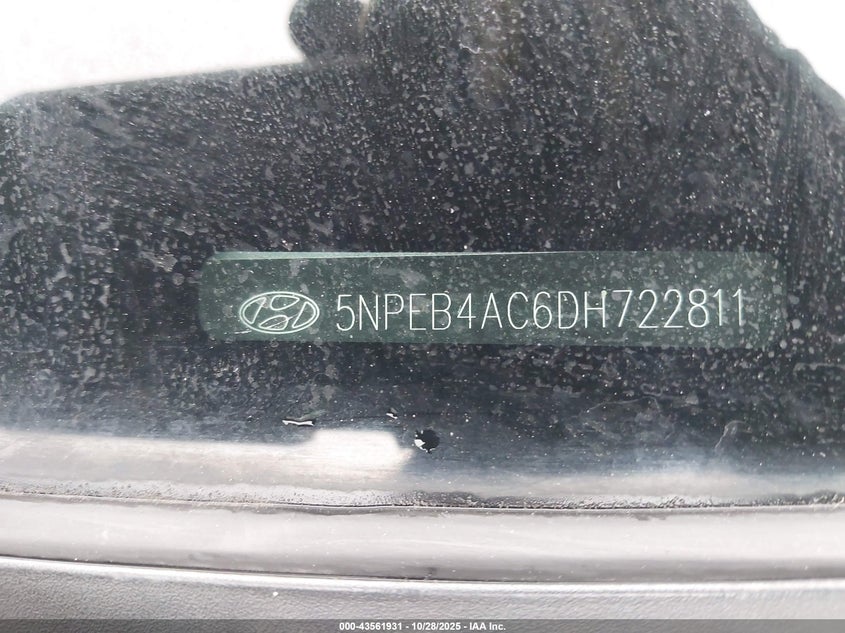 5NPEB4AC6DH722811
000-43561931 - 10/28/2025 - IAA Inc.